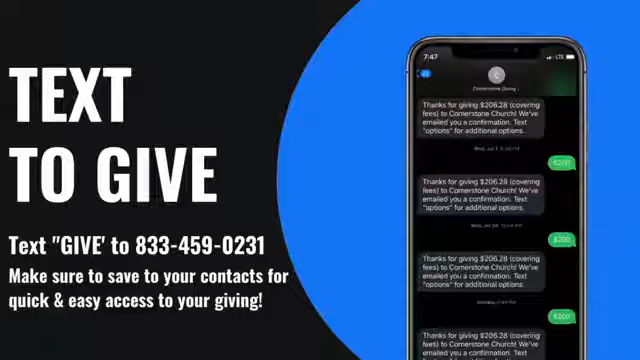 TEXT
TO GIVE
Text "GIVE' to 833-459-0231
Make sure to save to your contacts for
quick & easy access to your giving!
7:47
LTE
C
Cornerstone Giving
Thanks for giving $206.28 (covering
fees) to Cornerstone Church! We've
emailed you a confirmation. Text
"options" for additional options.
$200
Thanks for giving $206.28 (covering
fees) to Cornerstone Church! We've
emailed you a confirmation. Text
"options" for additional options.
$200
Thanks for giving $206.28 (covering
fees) to Cornerstone Church! We've
emailed you a confirmation. Text
"options" for additional options.
$200
Thanks for giving $206.28 (covering
fees) to Cornerstone Church! We've
emailed you a confirmation. Text